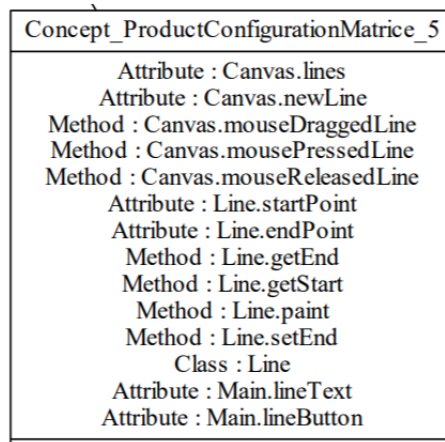 Concept_ProductConfigurationMatrice_5
Attribute : Canvas.lines
Attribute : Canvas.newLine
Method : Canvas.mouseDraggedLine
Method : Canvas.mousePressedLine
Method : Canvas.mouseReleasedLine
Attribute : Line.startPoint
Attribute : Line.endPoint
Method : Line.getEnd
Method : Line.getStart
Method : Line.paint
Method : Line.setEnd
Class : Line
Attribute : Main.lineText
Attribute : Main.lineButton